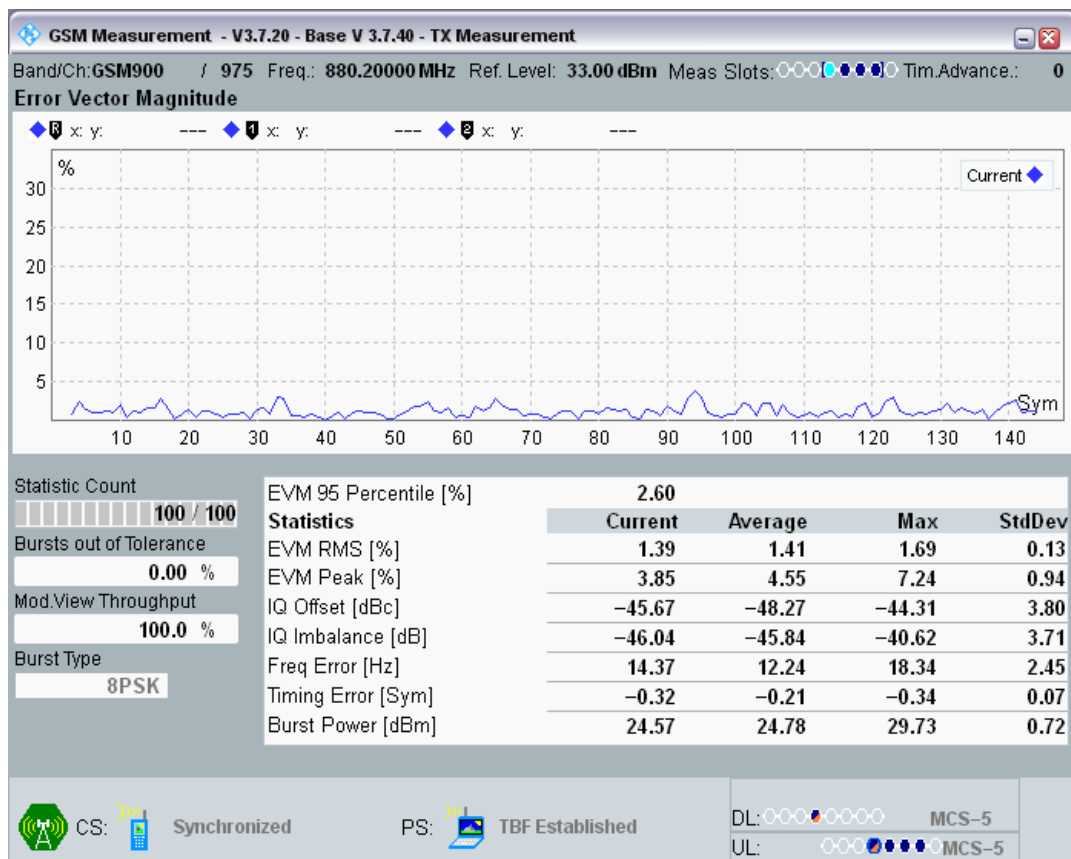 GSM Measurement - V3.7.20 - Base V 3.7.40 - TX Measurement
Band/Ch:GSM900 / 975 Freq.: 880.20000 MHz Ref. Level: 33.00 dBm Meas Slots: Tim.Advance.: 0
Error Vector Magnitude
R x: y: --- 1 x: y: --- 2 x: y: ---
%
Current
30
25
20
15
10
5
Sym
10 20 30 40 50 60 70 80 90 100 110 120 130 140
Statistic Count
100 / 100
Bursts out of Tolerance
0.00 %
Mod.View Throughput
100.0 %
Burst Type
8PSK
EVM 95 Percentile [%] 2.60
Statistics Current Average Max StdDev
EVM RMS [%] 1.39 1.41 1.69 0.13
EVM Peak [%] 3.85 4.55 7.24 0.94
IQ Offset [dBc] −45.67 −48.27 −44.31 3.80
IQ Imbalance [dB] −46.04 −45.84 −40.62 3.71
Freq Error [Hz] 14.37 12.24 18.34 2.45
Timing Error [Sym] −0.32 −0.21 −0.34 0.07
Burst Power [dBm] 24.57 24.78 29.73 0.72
CS: Synchronized PS: TBF Established
DL: MCS−5
UL: MCS−5